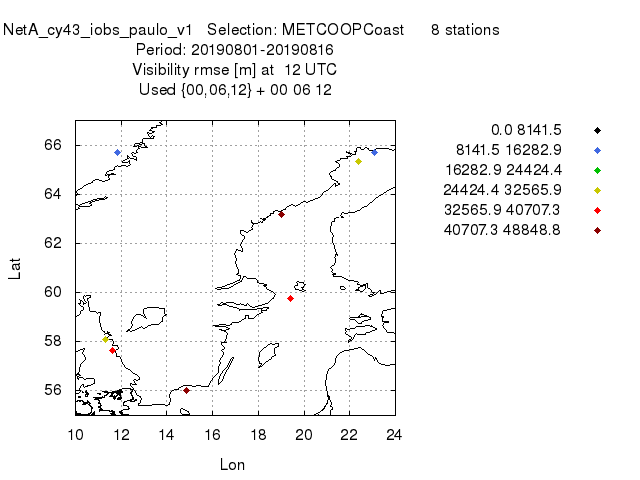 NetA_cy43_iobs_paulo_v1 Selection: METCOOPCoast 8 stations
Period: 20190801-20190816
Visibility rmse [m] at 12 UTC
Used {00,06,12} + 00 06 12
0.0 8141.5
8141.5 16282.9
16282.9 24424.4
24424.4 32565.9
32565.9 40707.3
40707.3 48848.8
Lat
66
64
62
60
58
56
10 12 14 16 18 20 22 24
Lon